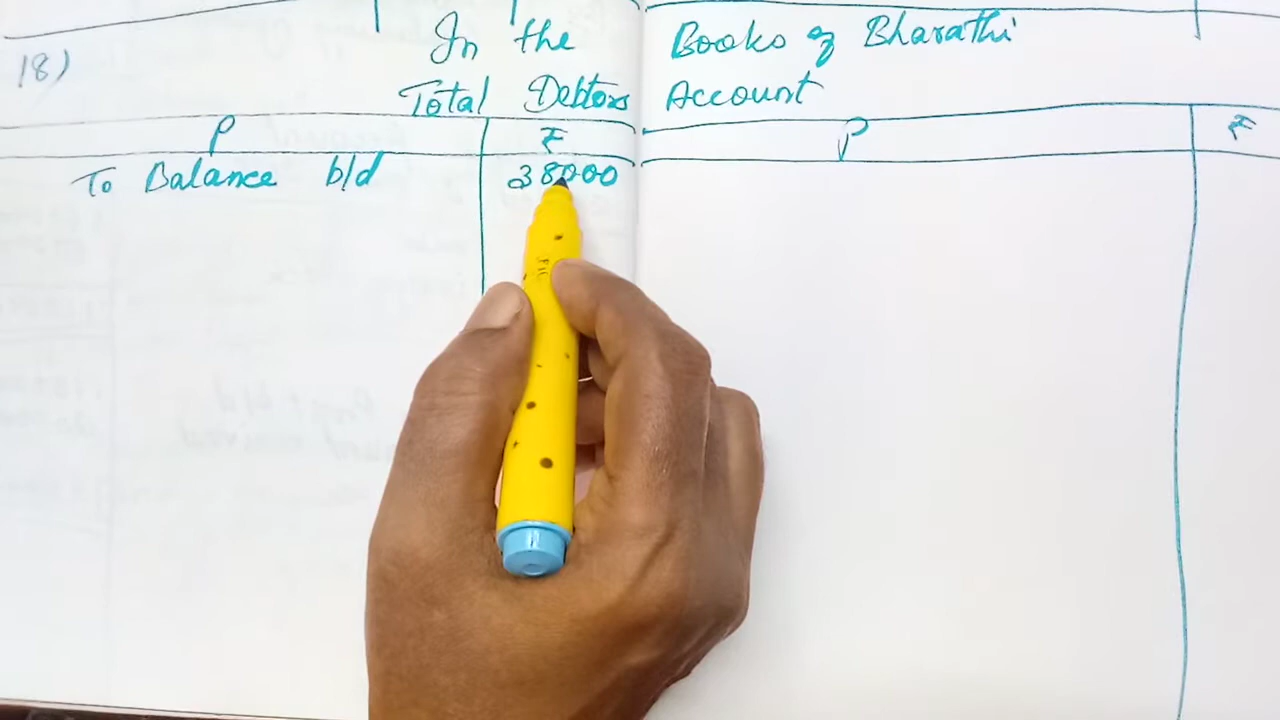 18)
In the Books of Bharathi
Total Debtors Account
P ₹ P ₹
To Balance b/d 38000